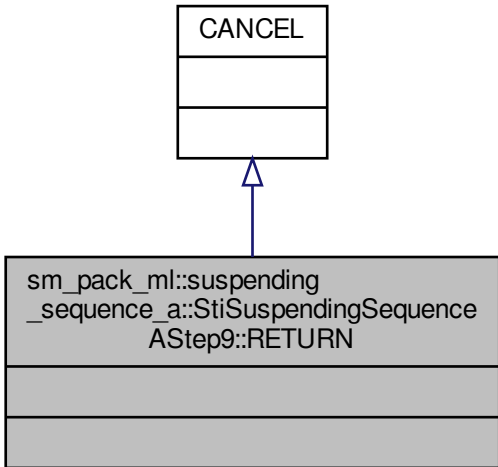 CANCEL
sm_pack_ml::suspending
_sequence_a::StiSuspendingSequence
AStep9::RETURN